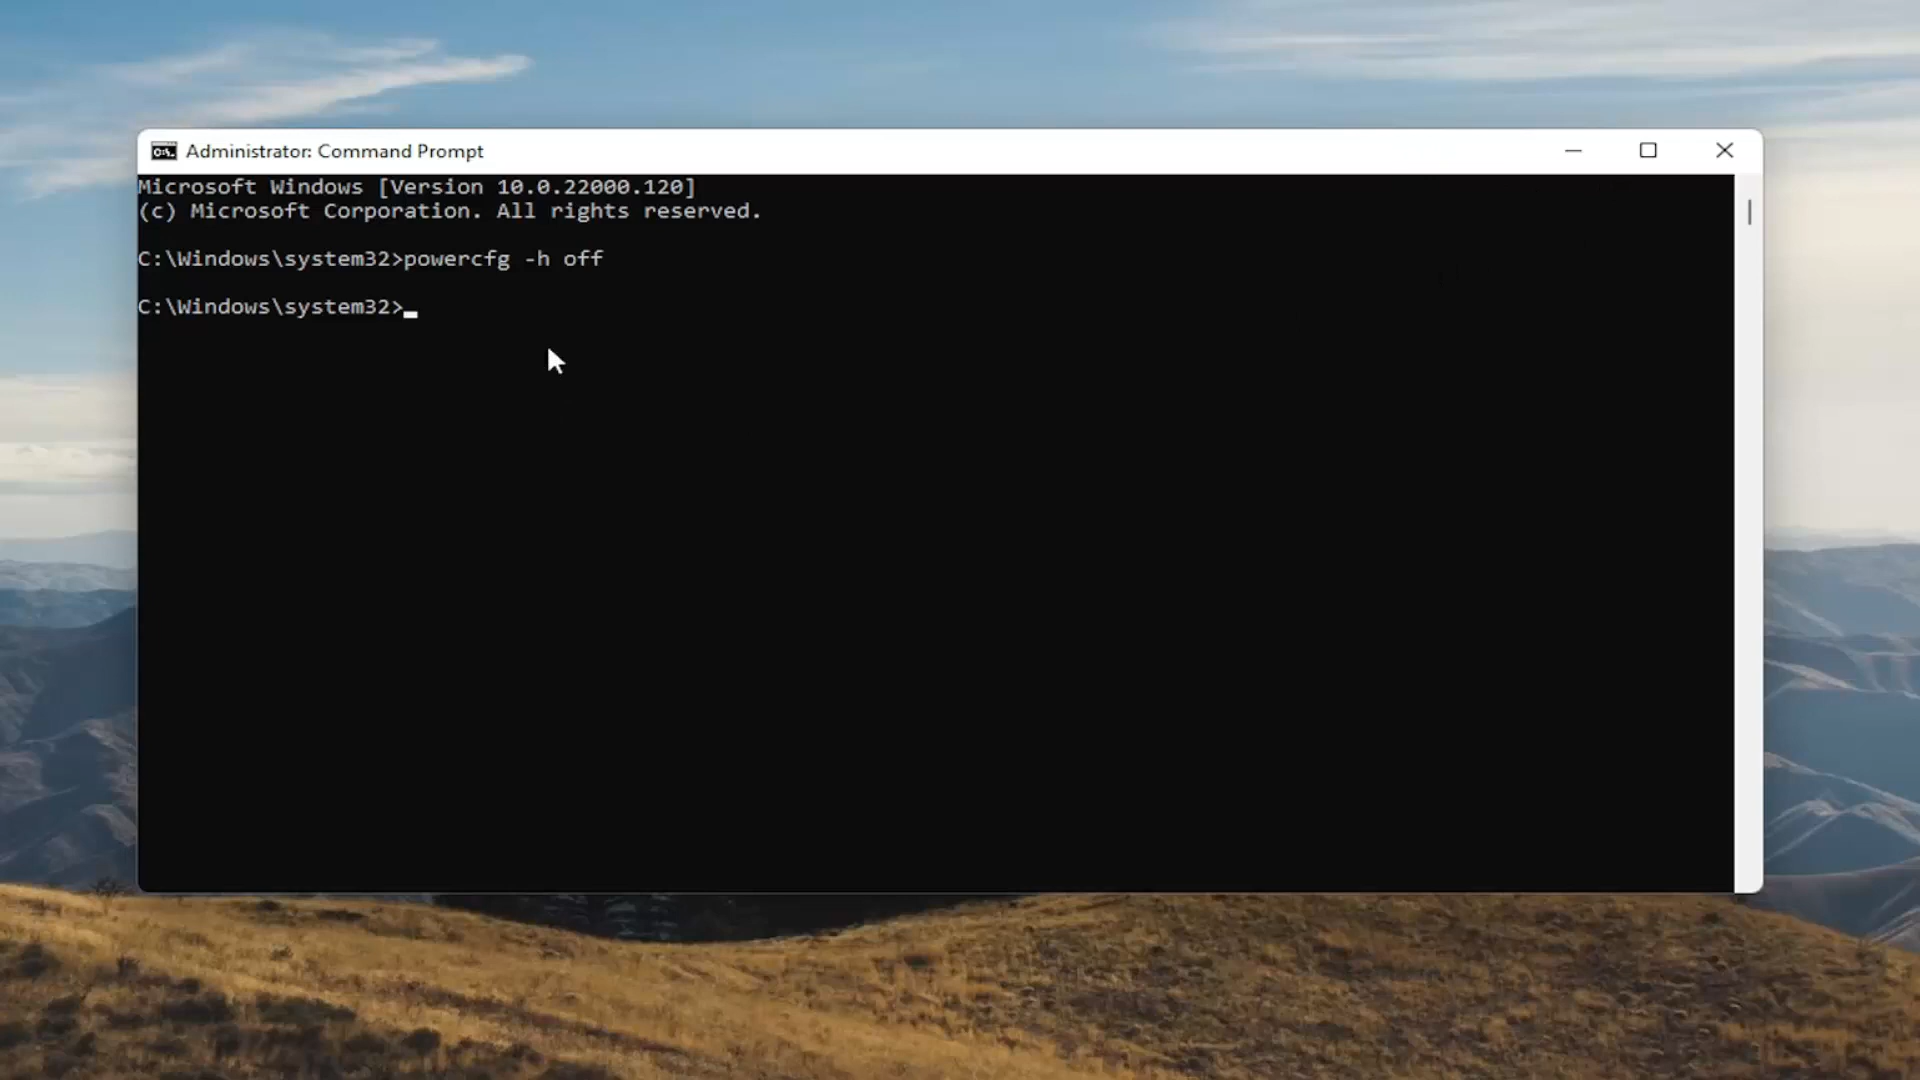 Administrator: Command Prompt
Microsoft Windows [Version 10.0.22000.120]
(c) Microsoft Corporation. All rights reserved.
C:\Windows\system32>powercfg -h off
C:\Windows\system32>